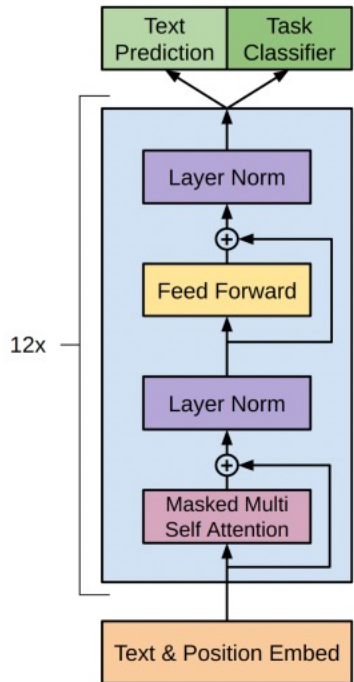 Text
Prediction
Task
Classifier
Layer Norm
+
Feed Forward
12x
Layer Norm
+
Masked Multi
Self Attention
Text & Position Embed